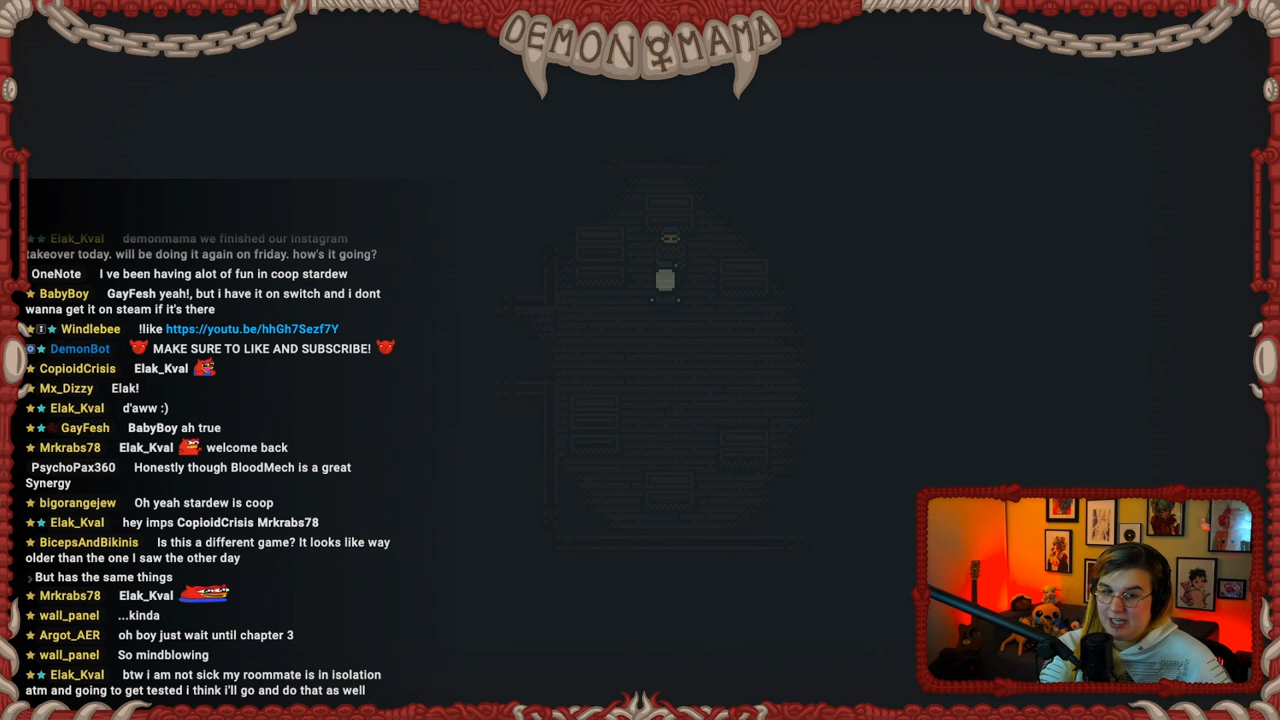 DEMON MAMA
Elak_Kval demonmama we finished our instagram
takeover today. will be doing it again on friday. how's it going?
OneNote I ve been having alot of fun in coop stardew
BabyBoy GayFesh yeah!, but i have it on switch and i dont
wanna get it on steam if it's there
Windlebee !like https://youtu.be/hhGh7Sezf7Y
DemonBot MAKE SURE TO LIKE AND SUBSCRIBE!
CopioidCrisis Elak_Kval
Mx_Dizzy Elak!
Elak_Kval d'aww :)
GayFesh BabyBoy ah true
Mrkrabs78 Elak_Kval welcome back
PsychoPax360 Honestly though BloodMech is a great
Synergy
bigorangejew Oh yeah stardew is coop
Elak_Kval hey imps CopioidCrisis Mrkrabs78
BicepsAndBikinis Is this a different game? It looks like way
older than the one I saw the other day
But has the same things
Mrkrabs78 Elak_Kval
wall_panel ...kinda
Argot_AER oh boy just wait until chapter 3
wall_panel So mindblowing
Elak_Kval btw i am not sick my roommate is in isolation
atm and going to get tested i think i'll go and do that as well